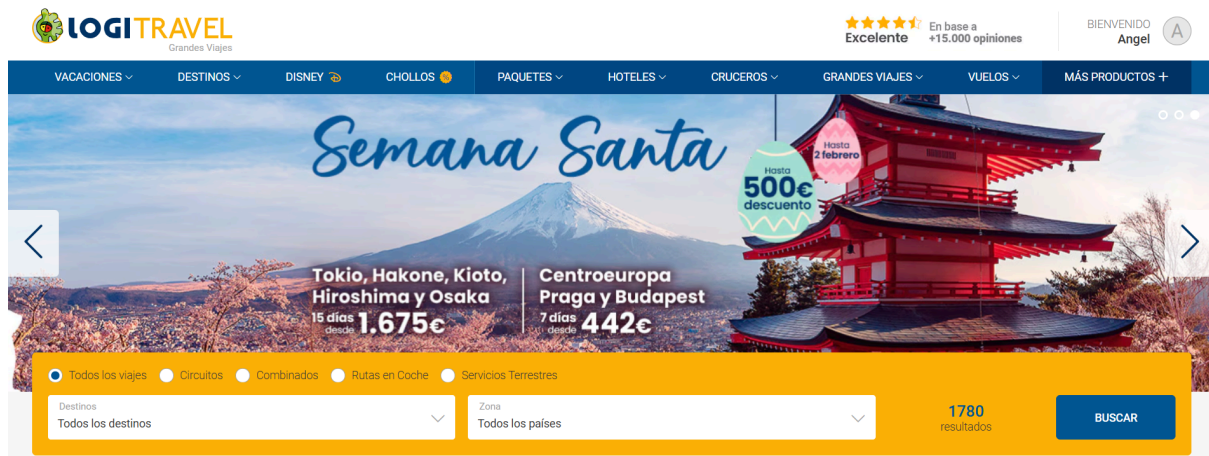 LOGITRAVEL
Grandes Viajes
Excelente
En base a
+15.000 opiniones
BIENVENIDO
Angel
A
VACACIONES
DESTINOS
DISNEY
CHOLLOS %
PAQUETES
HOTELES
CRUCEROS
GRANDES VIAJES
VUELOS
MÁS PRODUCTOS +
Semana Santa
Hasta
500€
descuento
Hasta
2 febrero
Tokio, Hakone, Kioto,
Hiroshima y Osaka
15 días
desde 1.675€
Centroeuropa
Praga y Budapest
7 días
desde 442€
Todos los viajes
Circuitos
Combinados
Rutas en Coche
Servicios Terrestres
Destinos
Todos los destinos
Zona
Todos los países
1780
resultados
BUSCAR